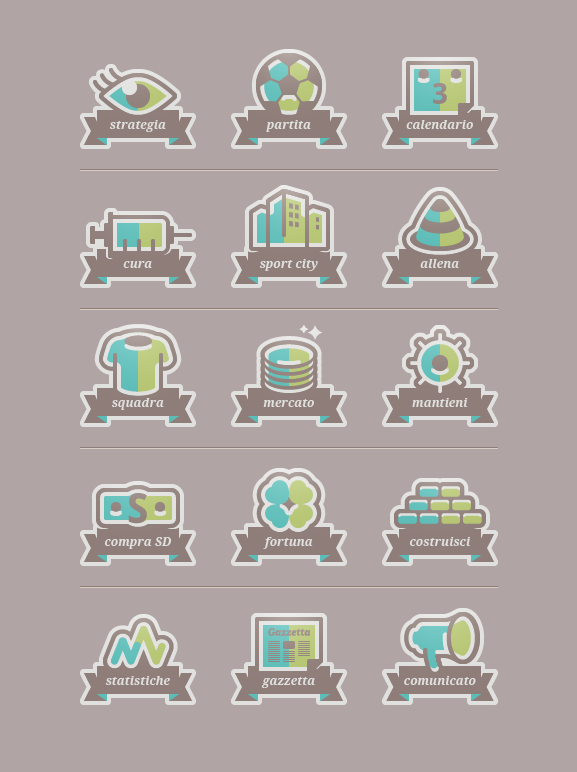 strategia
partita
3
calendario
cura
sport city
allena
squadra
mercato
mantieni
S
compra SD
fortuna
costruisci
statistiche
Gazzetta
gazzetta
comunicato